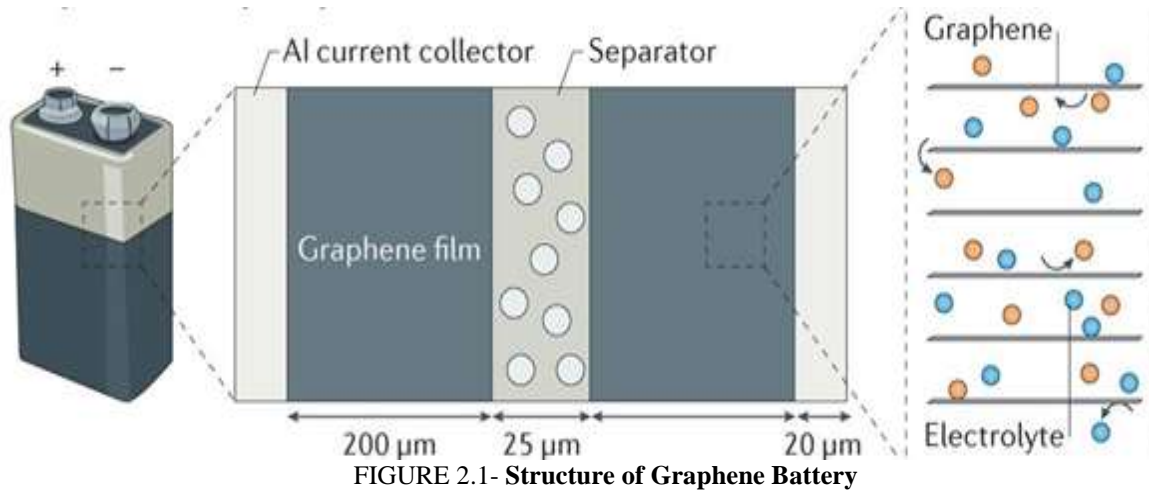 Graphene
Al current collector
Separator
+ −
Graphene film
200 µm
25 µm
20 µm
Electrolyte
FIGURE 2.1- Structure of Graphene Battery